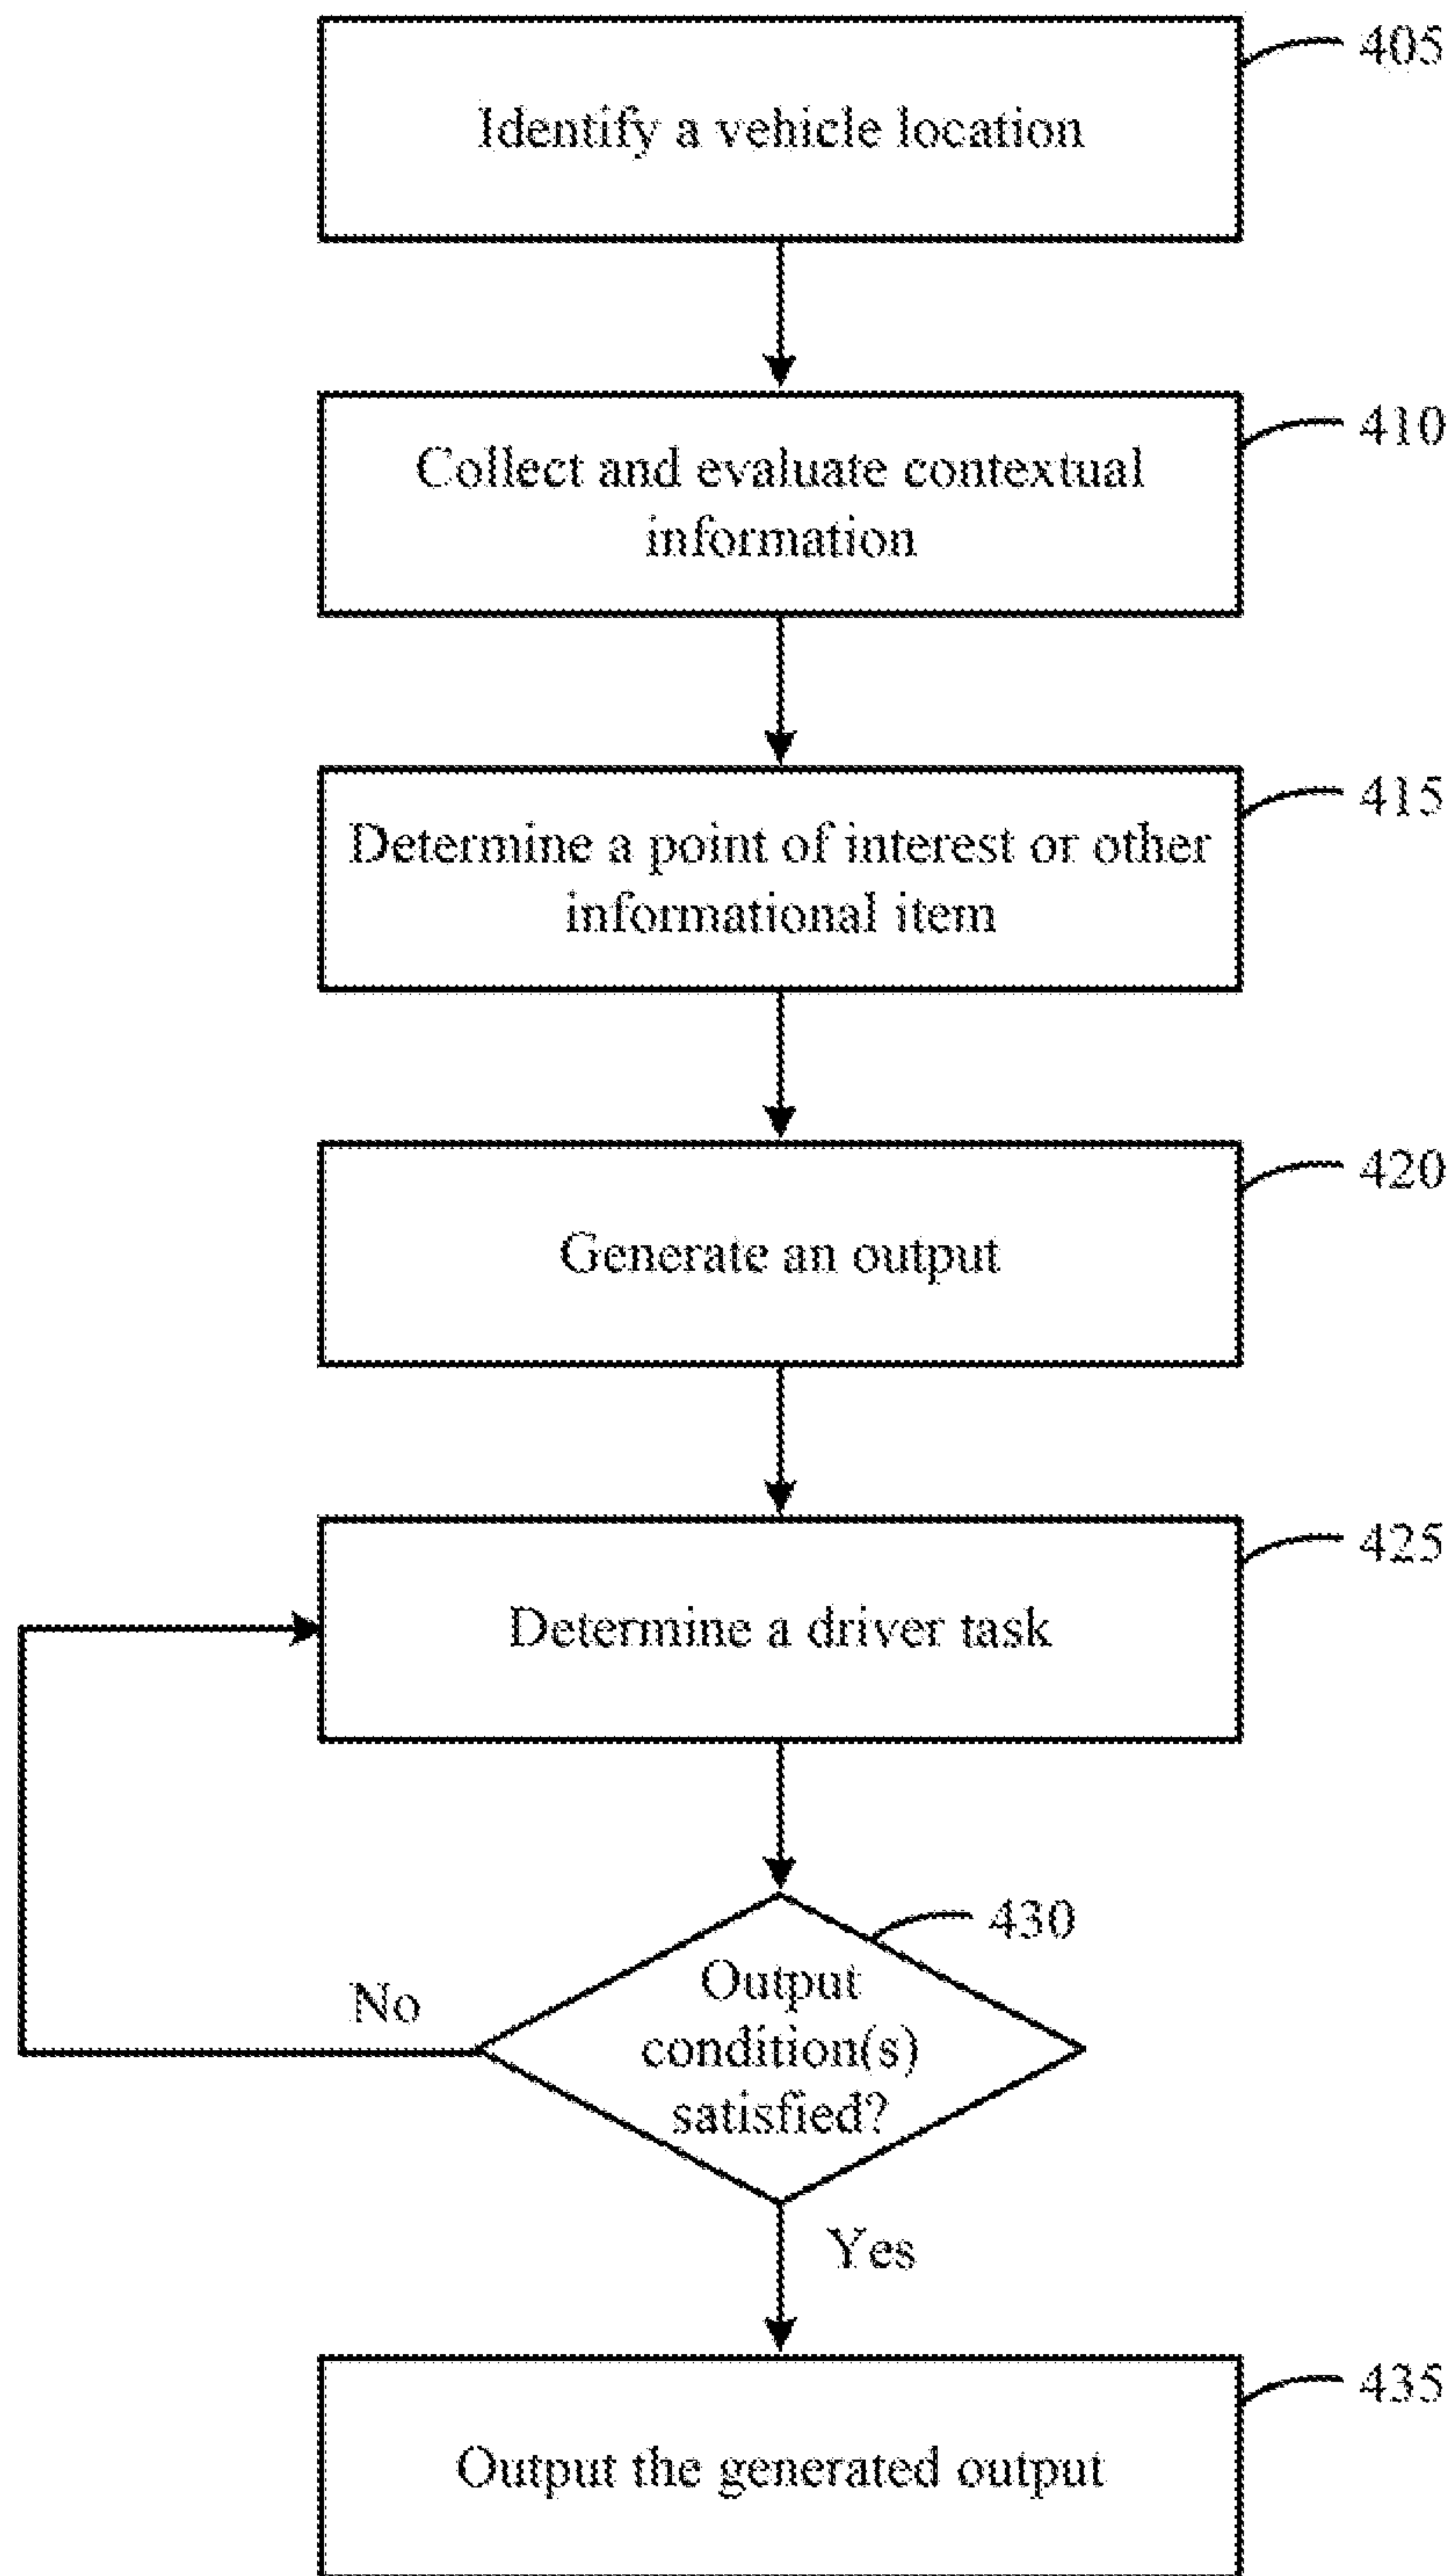 405
Identify a vehicle location
410
Collect and evaluate contextual
information
415
Determine a point of interest or other
informational item
420
Generate an output
425
Determine a driver task
430
Output
condition(s)
satisfied?
No
Yes
435
Output the generated output